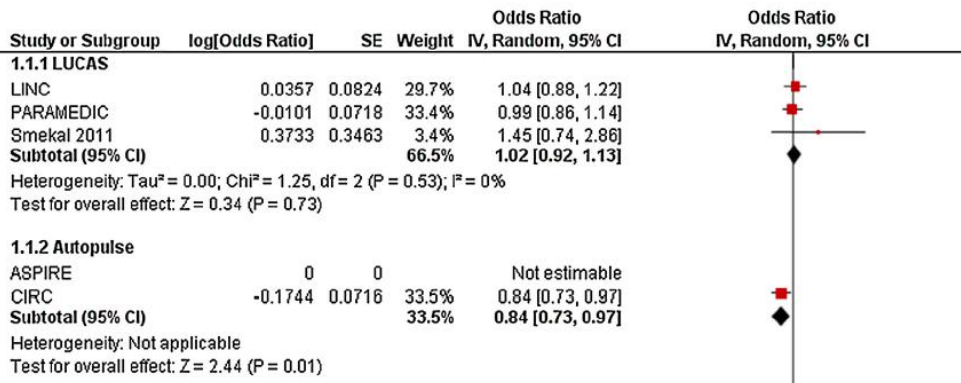 Odds Ratio Odds Ratio
Study or Subgroup log[Odds Ratio] SE Weight IV, Random, 95% CI IV, Random, 95% CI
1.1.1 LUCAS
LINC 0.0357 0.0824 29.7% 1.04 [0.88, 1.22]
PARAMEDIC -0.0101 0.0718 33.4% 0.99 [0.86, 1.14]
Smekal 2011 0.3733 0.3463 3.4% 1.45 [0.74, 2.86]
Subtotal (95% CI) 66.5% 1.02 [0.92, 1.13]
Heterogeneity: Tau² = 0.00; Chi² = 1.25, df = 2 (P = 0.53); I² = 0%
Test for overall effect: Z = 0.34 (P = 0.73)
1.1.2 Autopulse
ASPIRE 0 0 Not estimable
CIRC -0.1744 0.0716 33.5% 0.84 [0.73, 0.97]
Subtotal (95% CI) 33.5% 0.84 [0.73, 0.97]
Heterogeneity: Not applicable
Test for overall effect: Z = 2.44 (P = 0.01)